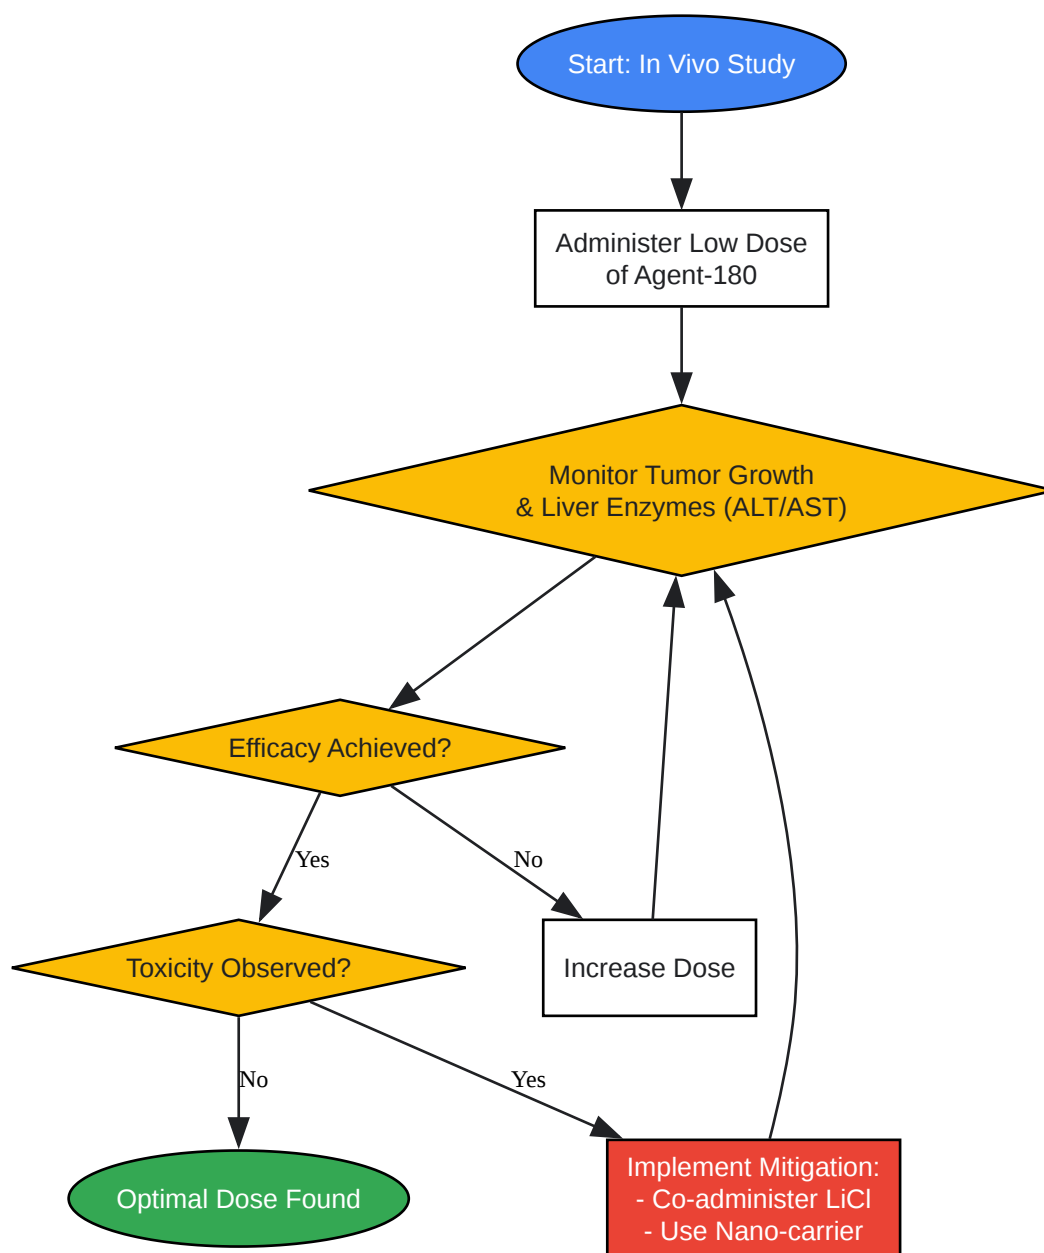 Start: In Vivo Study
Administer Low Dose
of Agent-180
Monitor Tumor Growth
& Liver Enzymes (ALT/AST)
Efficacy Achieved?
Yes
No
Toxicity Observed?
Increase Dose
No
Yes
Optimal Dose Found
Implement Mitigation:
- Co-administer LiCl
- Use Nano-carrier